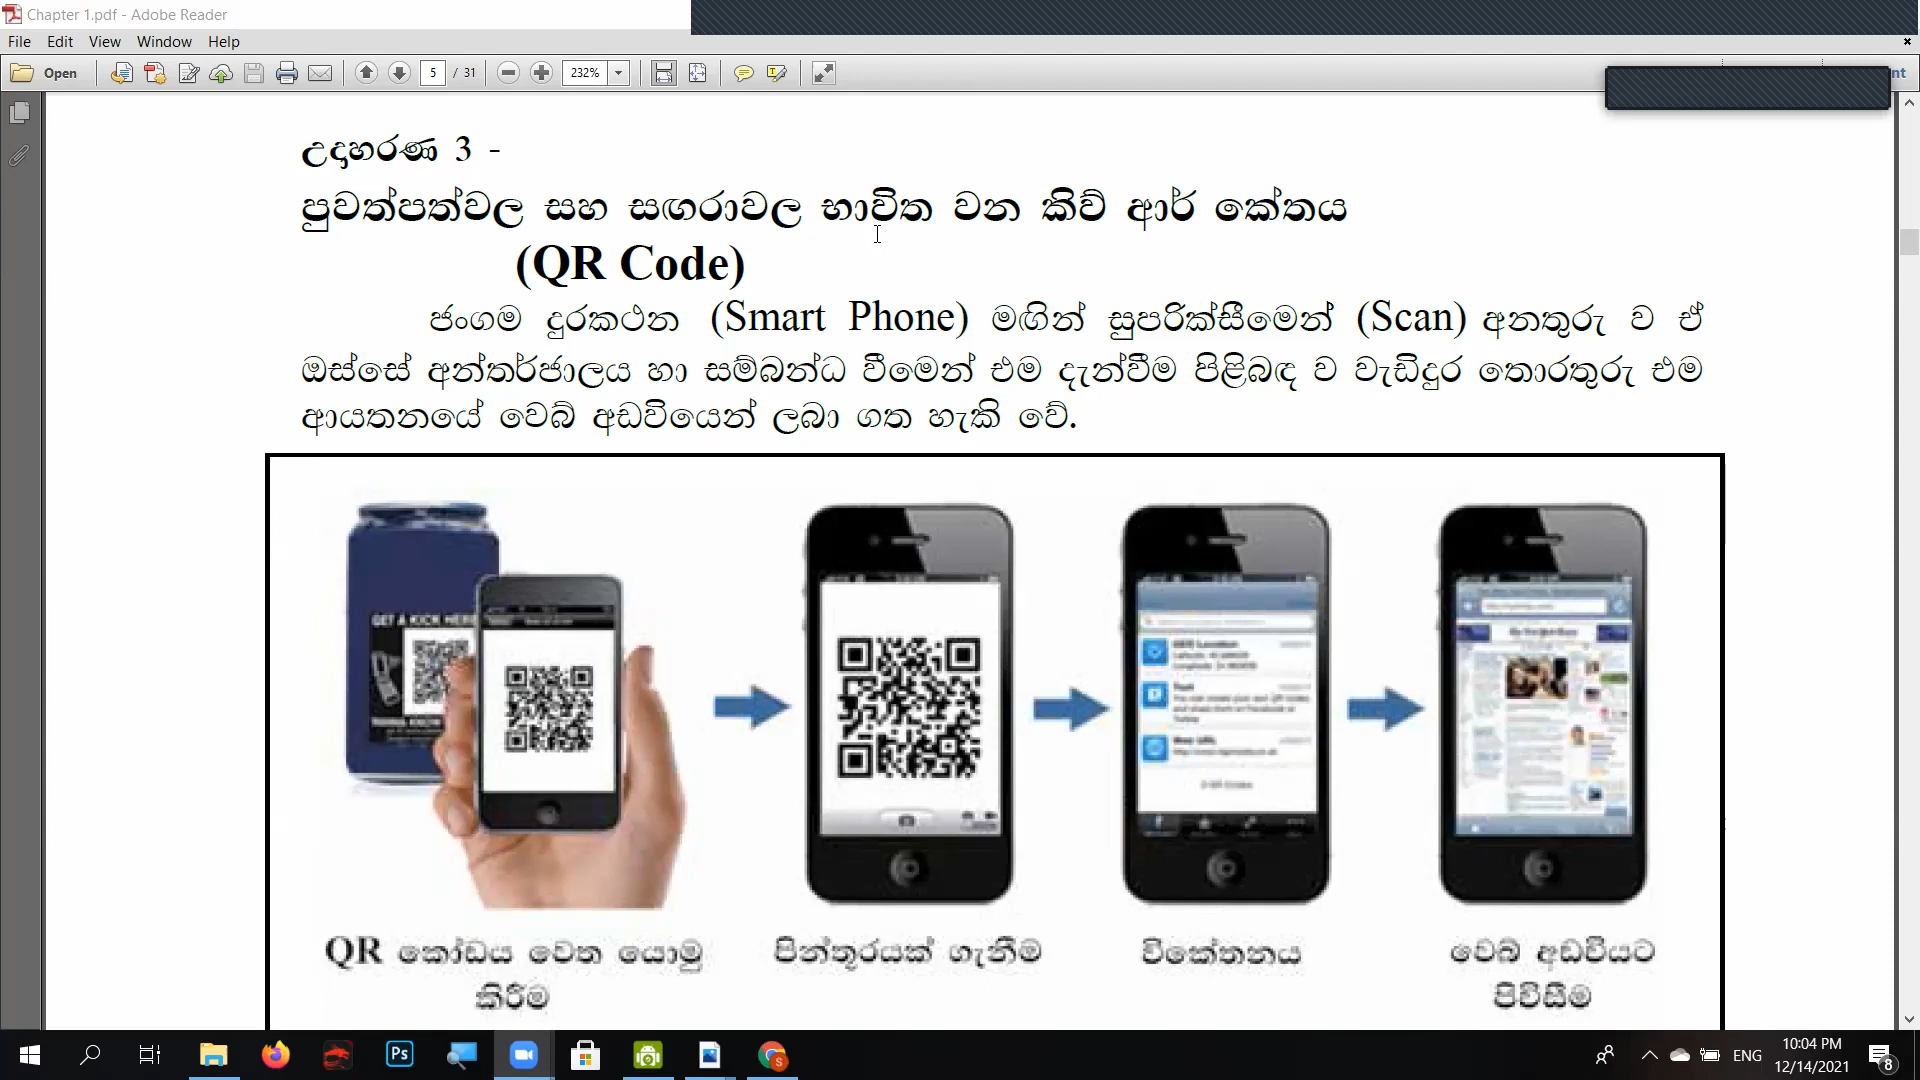 Chapter 1.pdf - Adobe Reader
File Edit View Window Help
Open 5 / 31 232%
nt
උදාහරණ 3 -
පුවත්පත්වල සහ සඟරාවල භාවිත වන කිව් ආර් කේතය
(QR Code)
ජංගම දුරකථන (Smart Phone) මඟින් සුපරික්සීමෙන් (Scan) අනතුරු ව ඒ
ඔස්සේ අන්තර්ජාලය හා සම්බන්ධ වීමෙන් එම දැන්වීම පිළිබඳ ව වැඩිදුර තොරතුරු එම
ආයතනයේ වෙබ් අඩවියෙන් ලබා ගත හැකි වේ.
GET A KICK HERE
QR කෝඩය වෙත යොමු
කිරීම
පින්තූරයක් ගැනීම
විකේතනය
වෙබ් අඩවියට
පිවිසීම
Ps
S
ENG
10:04 PM
12/14/2021
8